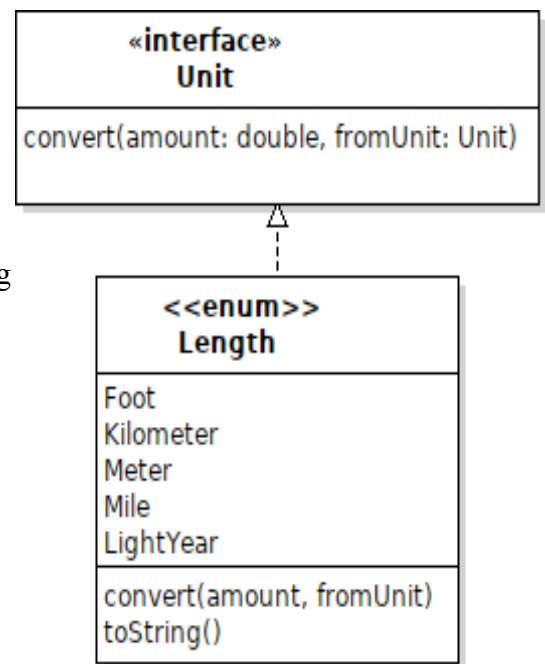 «interface»
Unit
convert(amount: double, fromUnit: Unit)
g
<<enum>>
Length
Foot
Kilometer
Meter
Mile
LightYear
convert(amount, fromUnit)
toString()